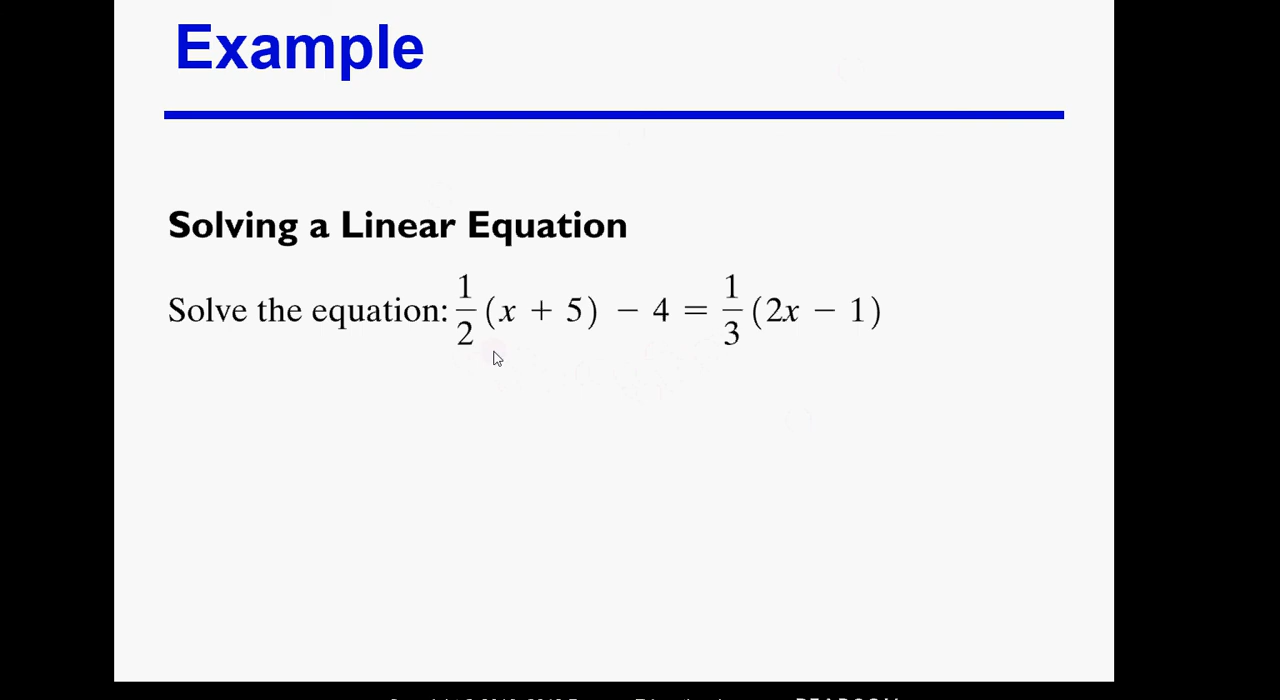 Example
Solving a Linear Equation
Solve the equation: 1/2 (x + 5) − 4 = 1/3 (2x − 1)